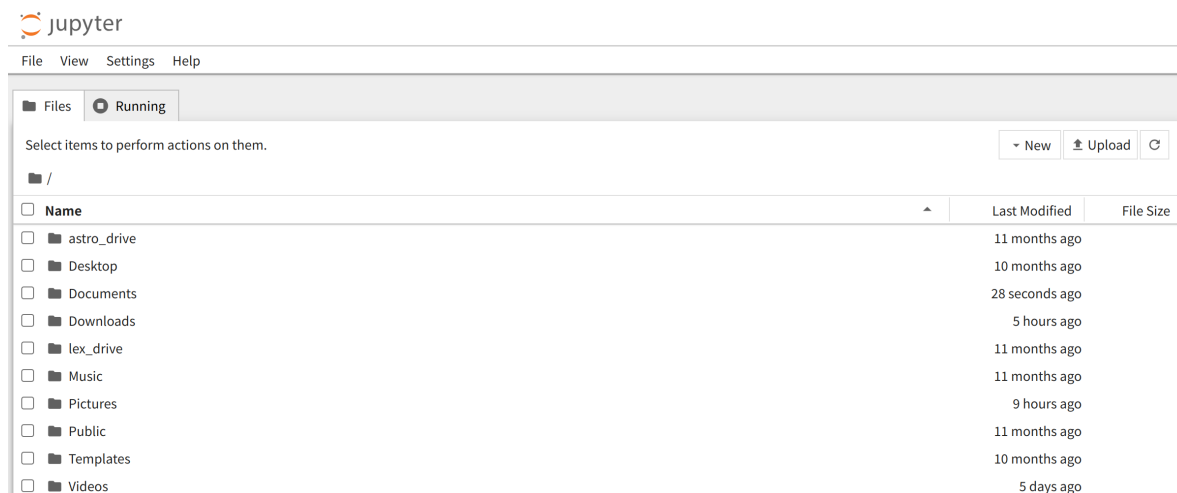 jupyter
File View Settings Help
Files Running
Select items to perform actions on them.
New Upload
/
Name Last Modified File Size
astro_drive 11 months ago
Desktop 10 months ago
Documents 28 seconds ago
Downloads 5 hours ago
lex_drive 11 months ago
Music 11 months ago
Pictures 9 hours ago
Public 11 months ago
Templates 10 months ago
Videos 5 days ago